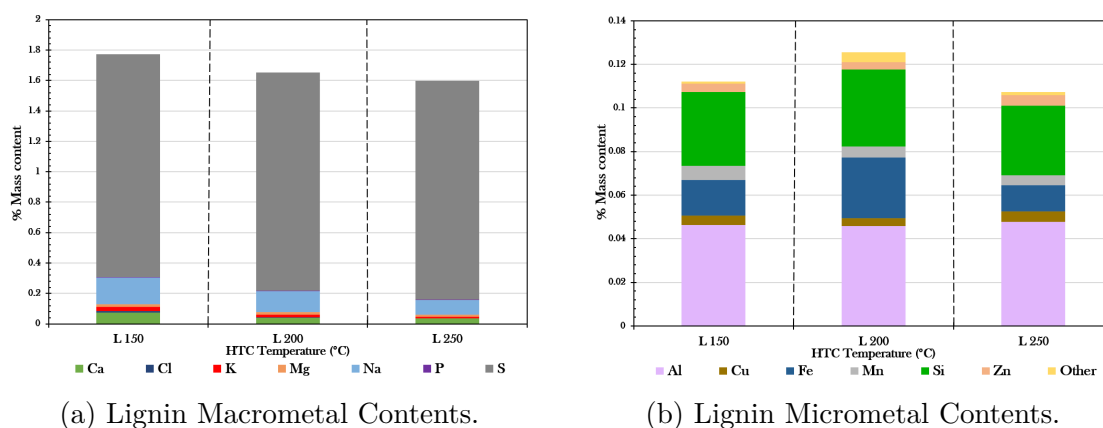 % Mass content
2
1.8
1.6
1.4
1.2
1
0.8
0.6
0.4
0.2
0
L 150 L 200 L 250
HTC Temperature (°C)
Ca Cl K Mg Na P S
(a) Lignin Macrometal Contents.
% Mass content
0.14
0.12
0.1
0.08
0.06
0.04
0.02
0
L 150 L 200 L 250
HTC Temperature (°C)
Al Cu Fe Mn Si Zn Other
(b) Lignin Micrometal Contents.